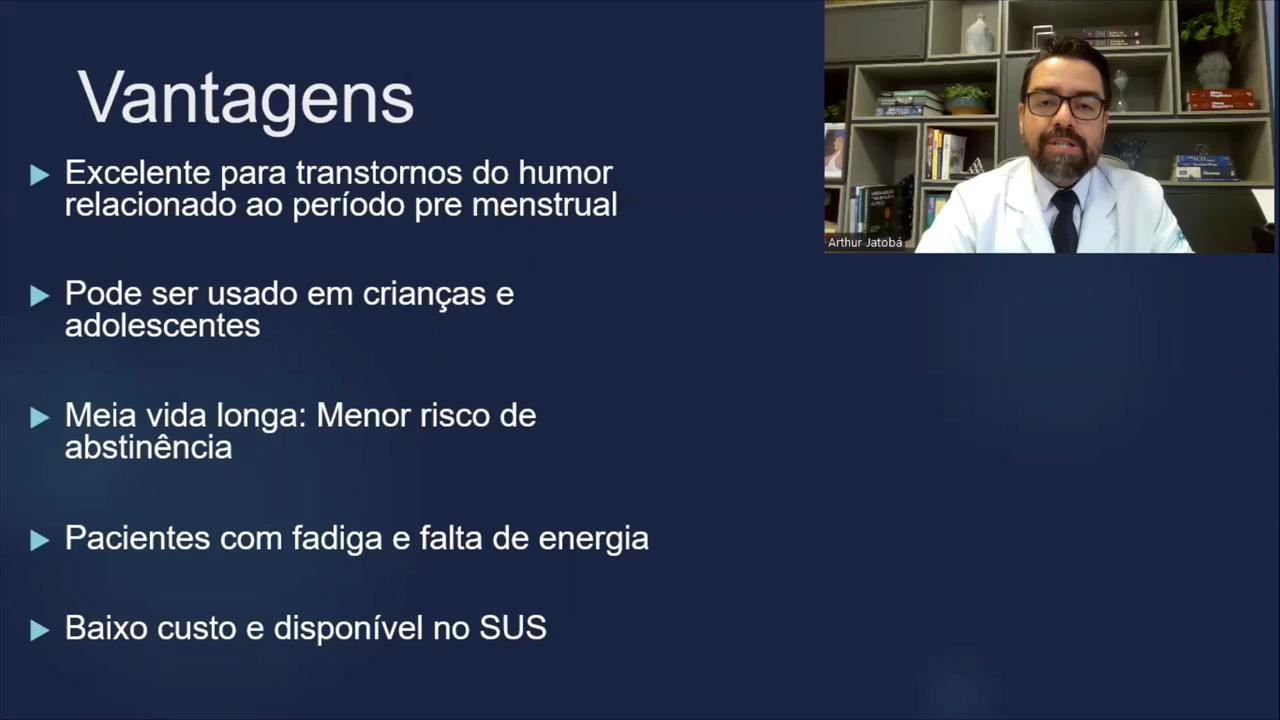 Vantagens
Excelente para transtornos do humor
relacionado ao período pre menstrual
Pode ser usado em crianças e
adolescentes
Meia vida longa: Menor risco de
abstinência
Pacientes com fadiga e falta de energia
Baixo custo e disponível no SUS
Arthur Jatobá